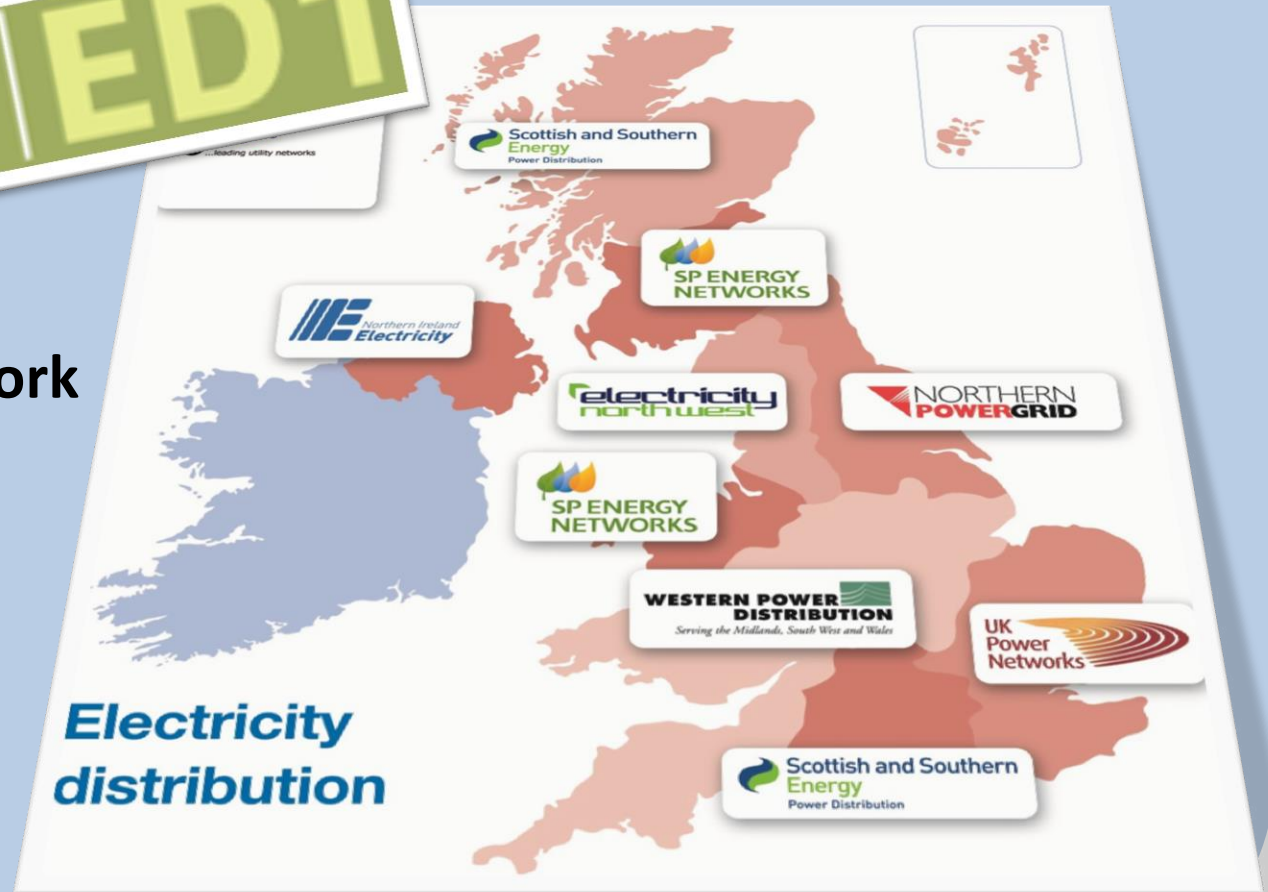 EDT
...leading utility networks
Scottish and Southern
Energy
Power Distribution
SP ENERGY
NETWORKS
Northern Ireland
Electricity
ork
electricity
north west
NORTHERN
POWERGRID
SP ENERGY
NETWORKS
WESTERN POWER
DISTRIBUTION
Serving the Midlands, South West and Wales
UK
Power
Networks
Electricity
distribution
Scottish and Southern
Energy
Power Distribution